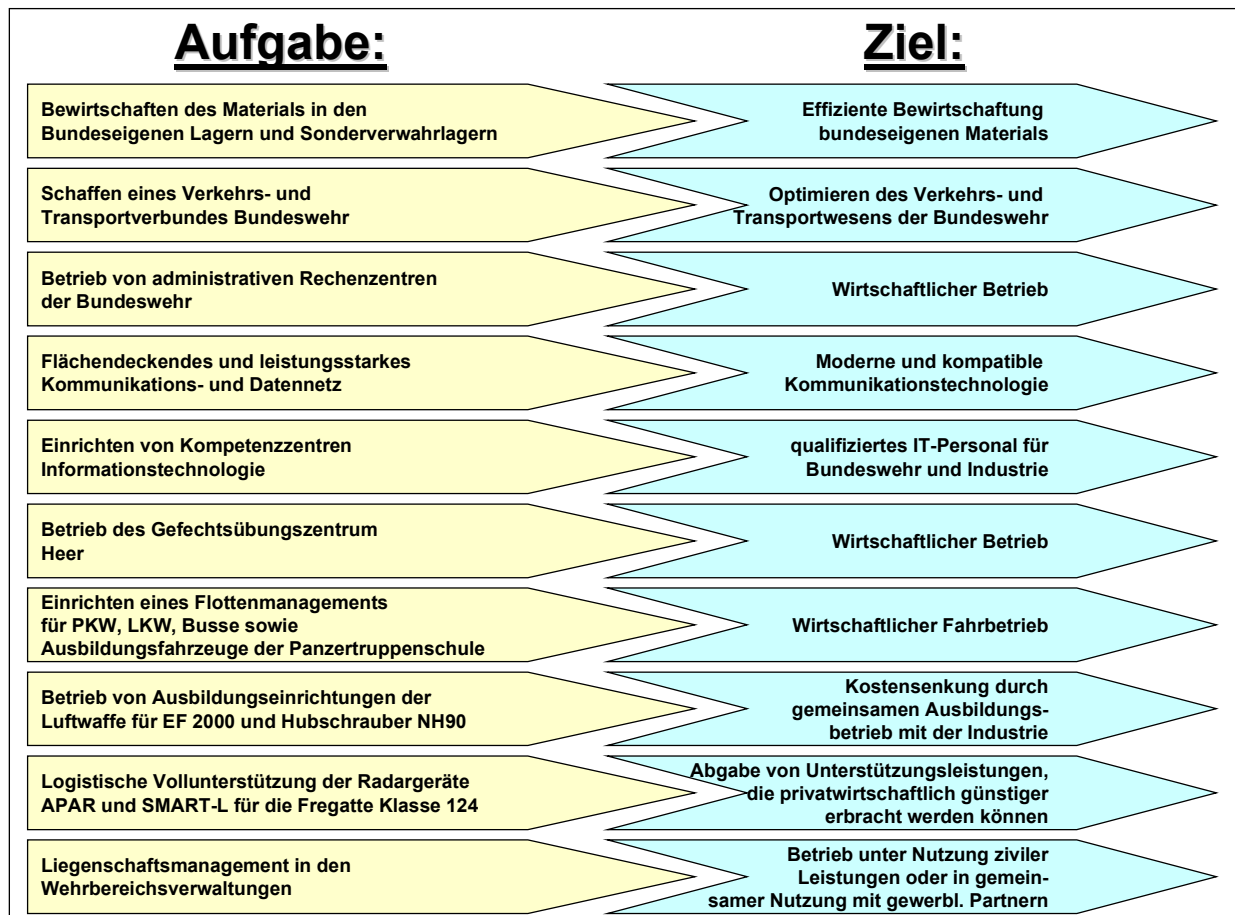 Aufgabe:
Ziel:
Bewirtschaften des Materials in den
Bundeseigenen Lagern und Sonderverwahrlagern
Effiziente Bewirtschaftung
bundeseigenen Materials
Schaffen eines Verkehrs- und
Transportverbundes Bundeswehr
Optimieren des Verkehrs- und
Transportwesens der Bundeswehr
Betrieb von administrativen Rechenzentren
der Bundeswehr
Wirtschaftlicher Betrieb
Flächendeckendes und leistungsstarkes
Kommunikations- und Datennetz
Moderne und kompatible
Kommunikationstechnologie
Einrichten von Kompetenzzentren
Informationstechnologie
qualifiziertes IT-Personal für
Bundeswehr und Industrie
Betrieb des Gefechtsübungszentrum
Heer
Wirtschaftlicher Betrieb
Einrichten eines Flottenmanagements
für PKW, LKW, Busse sowie
Ausbildungsfahrzeuge der Panzertruppenschule
Wirtschaftlicher Fahrbetrieb
Betrieb von Ausbildungseinrichtungen der
Luftwaffe für EF 2000 und Hubschrauber NH90
Kostensenkung durch
gemeinsamen Ausbildungs-
betrieb mit der Industrie
Logistische Vollunterstützung der Radargeräte
APAR und SMART-L für die Fregatte Klasse 124
Abgabe von Unterstützungsleistungen,
die privatwirtschaftlich günstiger
erbracht werden können
Liegenschaftsmanagement in den
Wehrbereichsverwaltungen
Betrieb unter Nutzung ziviler
Leistungen oder in gemein-
samer Nutzung mit gewerbl. Partnern